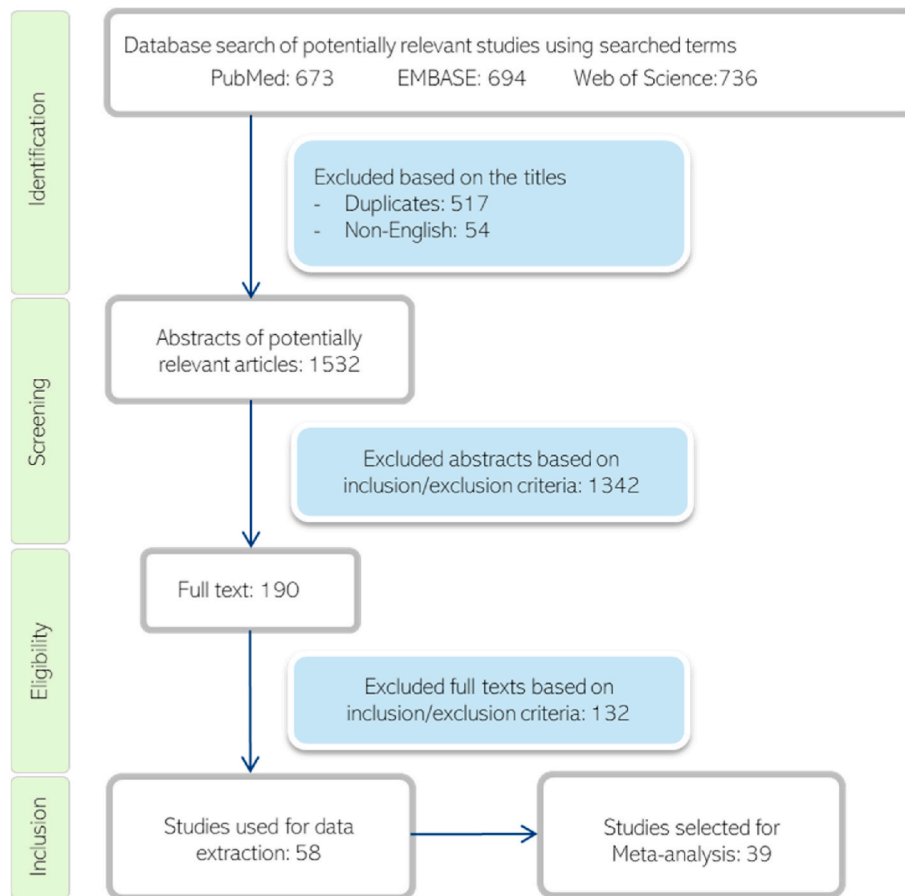 Identification
Database search of potentially relevant studies using searched terms
PubMed: 673 EMBASE: 694 Web of Science:736
Excluded based on the titles
- Duplicates: 517
- Non-English: 54
Screening
Abstracts of potentially
relevant articles: 1532
Excluded abstracts based on
inclusion/exclusion criteria: 1342
Eligibility
Full text: 190
Excluded full texts based on
inclusion/exclusion criteria: 132
Inclusion
Studies used for data
extraction: 58
Studies selected for
Meta-analysis: 39